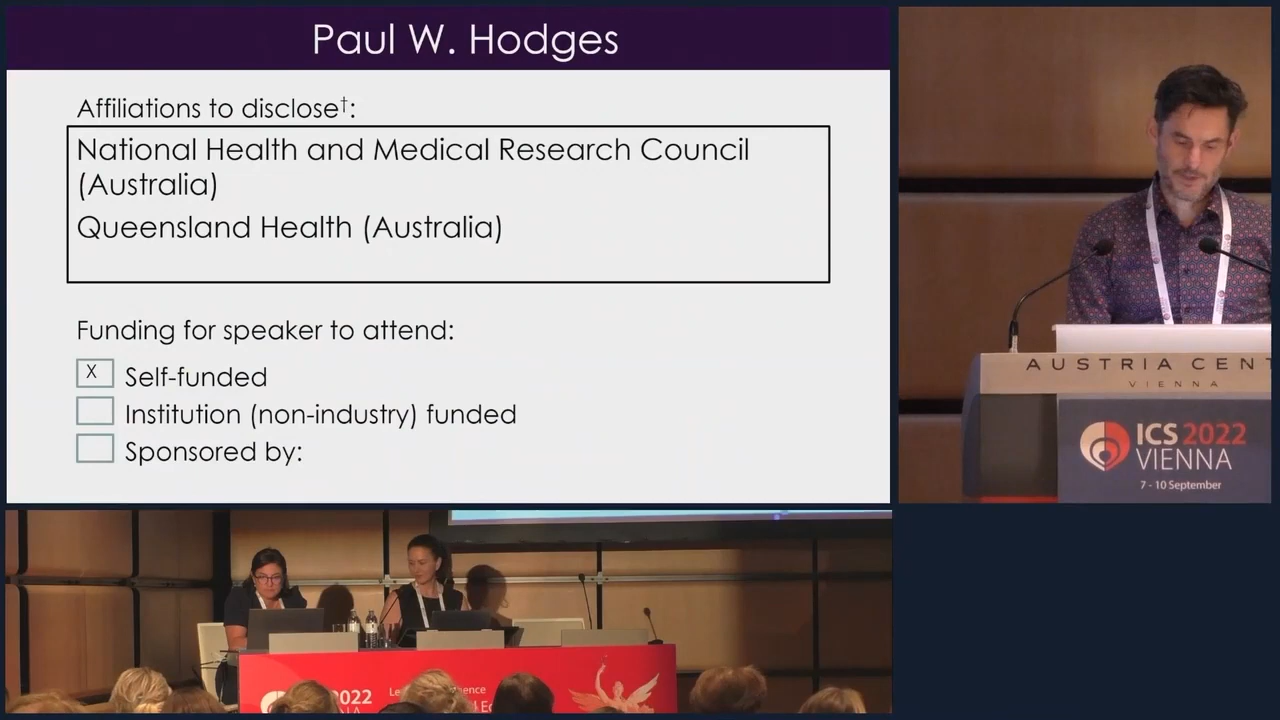 Paul W. Hodges
Affiliations to disclose†:
National Health and Medical Research Council
(Australia)
Queensland Health (Australia)
Funding for speaker to attend:
X Self-funded
Institution (non-industry) funded
Sponsored by:
AUSTRIA CENT
VIENNA
ICS 2022
VIENNA
7 - 10 September
2022